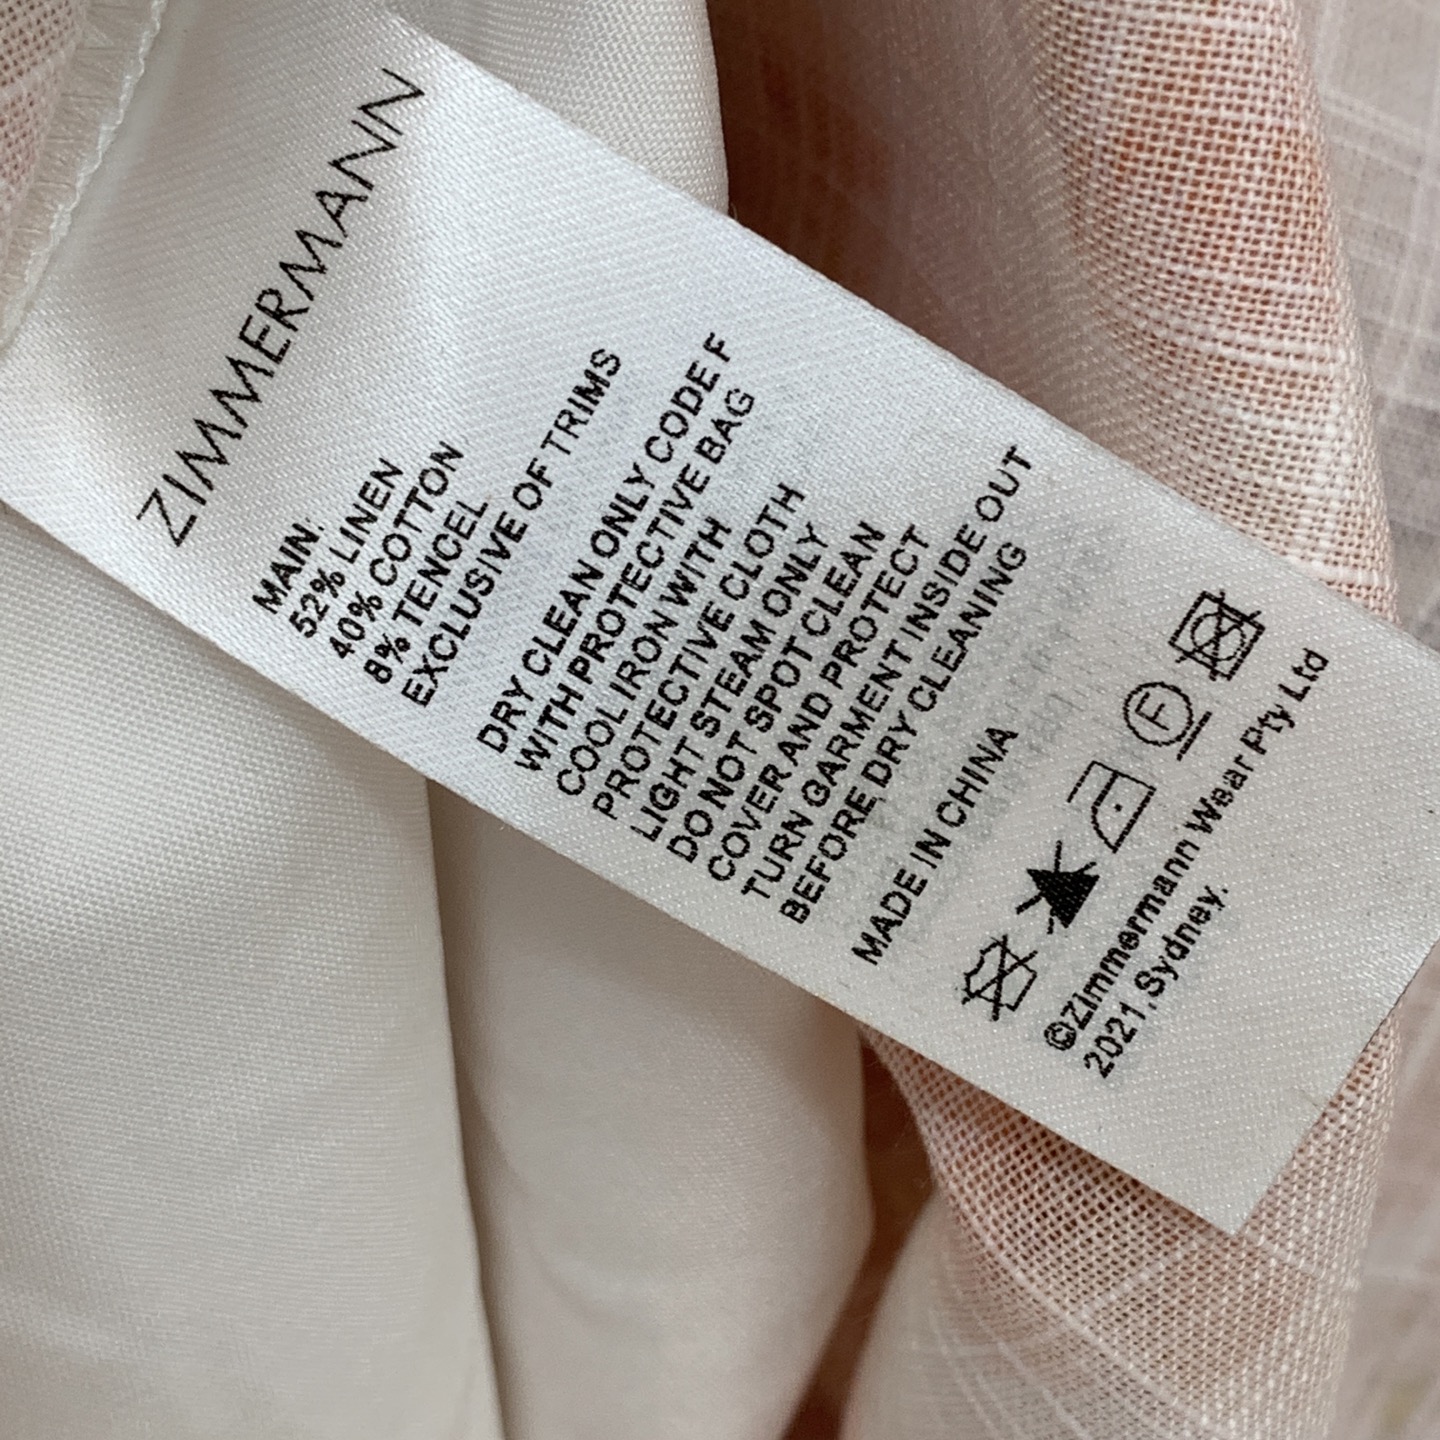 ZIMMERMANN
MAIN.
52% LINEN
40% COTTON
8% TENCEL
EXCLUSIVE OF TRIMS
DRY CLEAN ONLY CODE F
WITH PROTECTIVE BAG
COOL IRON WITH
PROTECTIVE CLOTH
LIGHT STEAM ONLY
DO NOT SPOT CLEAN
COVER AND PROTECT
TURN GARMENT INSIDE OUT
BEFORE DRY CLEANING
MADE IN CHINA
F
©Zimmermann Wear Pty Ltd
2021, Sydney.